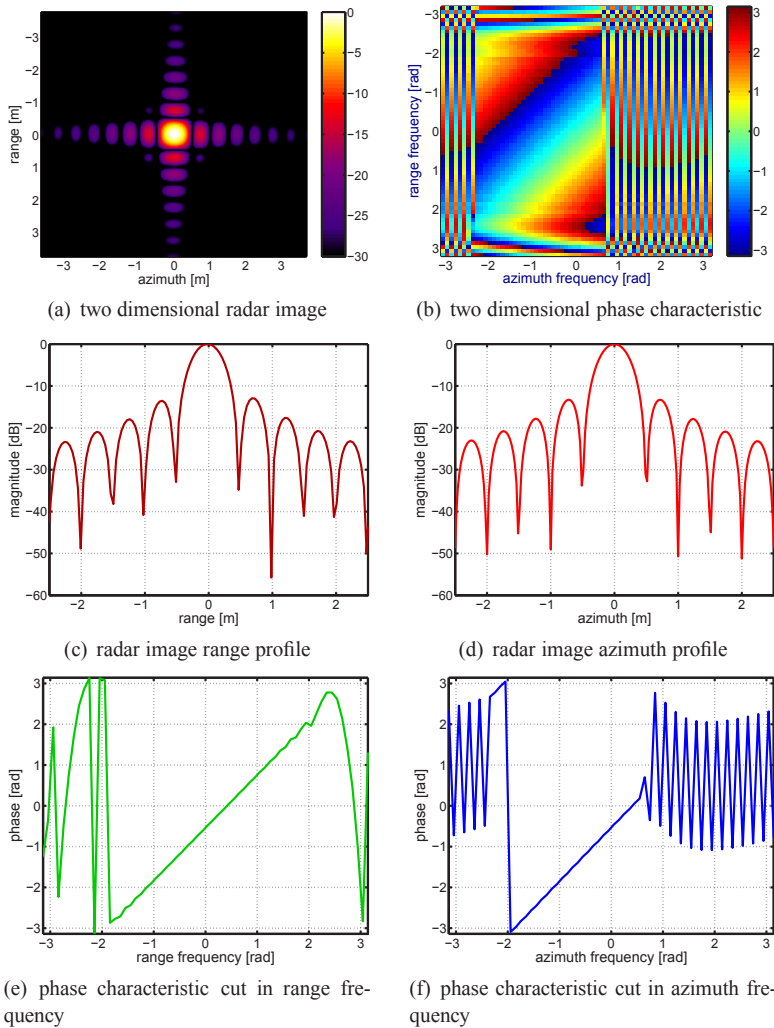 −3
−2
−1
0
1
2
3
range [m]
−3 −2 −1 0 1 2 3
azimuth [m]
0
−5
−10
−15
−20
−25
−30
(a) two dimensional radar image
−3
−2
−1
0
1
2
3
range frequency [rad]
−3 −2 −1 0 1 2 3
azimuth frequency [rad]
3
2
1
0
−1
−2
−3
(b) two dimensional phase characteristic
0
−10
−20
−30
−40
−50
−60
magnitude [dB]
−2 −1 0 1 2
range [m]
(c) radar image range profile
0
−10
−20
−30
−40
−50
−60
magnitude [dB]
−2 −1 0 1 2
azimuth [m]
(d) radar image azimuth profile
3
2
1
0
−1
−2
−3
phase [rad]
−3 −2 −1 0 1 2 3
range frequency [rad]
(e) phase characteristic cut in range fre-
quency
3
2
1
0
−1
−2
−3
phase [rad]
−3 −2 −1 0 1 2 3
azimuth frequency [rad]
(f) phase characteristic cut in azimuth fre-
quency